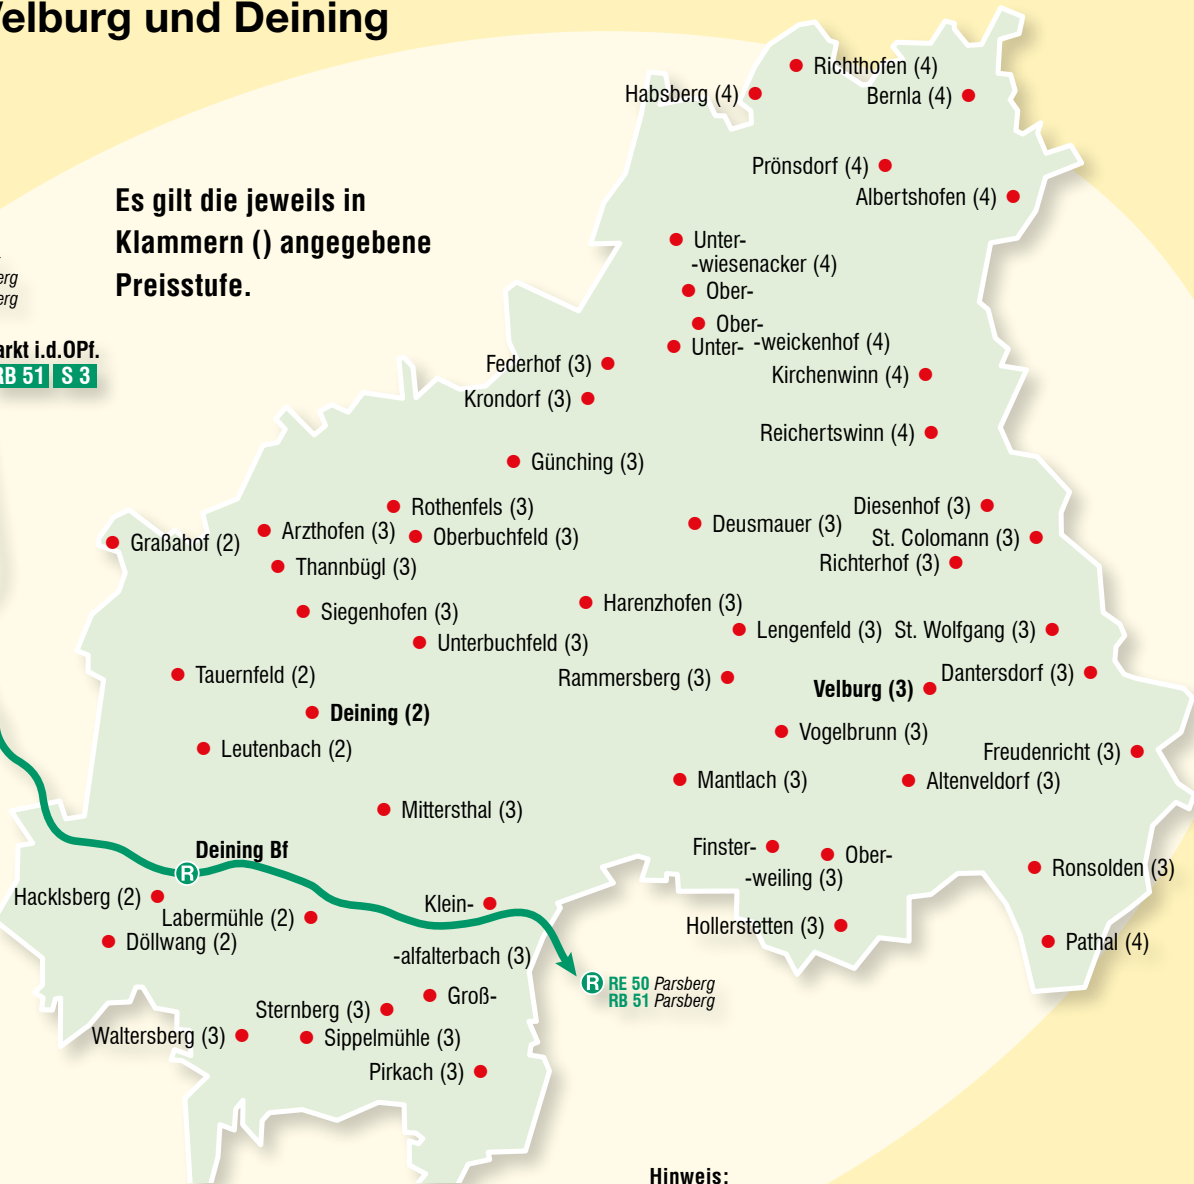 Velburg und Deining
Es gilt die jeweils in
Klammern () angegebene
Preisstufe.
Richthofen (4)
Habsberg (4)
Bernla (4)
Prönsdorf (4)
Albertshofen (4)
Unter-
-wiesenacker (4)
Ober-
Ober-
Unter- -weickenhof (4)
i.d.OPf.
RB 51 S 3
Federhof (3)
Kirchenwinn (4)
Krondorf (3)
Reichertswinn (4)
Günching (3)
Rothenfels (3)
Diesenhof (3)
Graßahof (2)
Arzthofen (3)
Oberbuchfeld (3)
Deusmauer (3)
St. Colomann (3)
Thannbügl (3)
Richterhof (3)
Siegenhofen (3)
Harenzhofen (3)
Unterbuchfeld (3)
Lengenfeld (3)
St. Wolfgang (3)
Tauernfeld (2)
Rammersberg (3)
Velburg (3)
Dantersdorf (3)
Deining (2)
Leutenbach (2)
Vogelbrunn (3)
Freudenricht (3)
Mantlach (3)
Altenveldorf (3)
Mittersthal (3)
Deining Bf
R
Finster-
Ober-
-weiling (3)
Ronsolden (3)
Hacklsberg (2)
Labermühle (2)
Klein-
Döllwang (2)
Hollerstetten (3)
Pathal (4)
-alfalterbach (3)
Groß-
R RE 50 Parsberg
RB 51 Parsberg
Sternberg (3)
Waltersberg (3)
Sippelmühle (3)
Pirkach (3)
Hinweis: